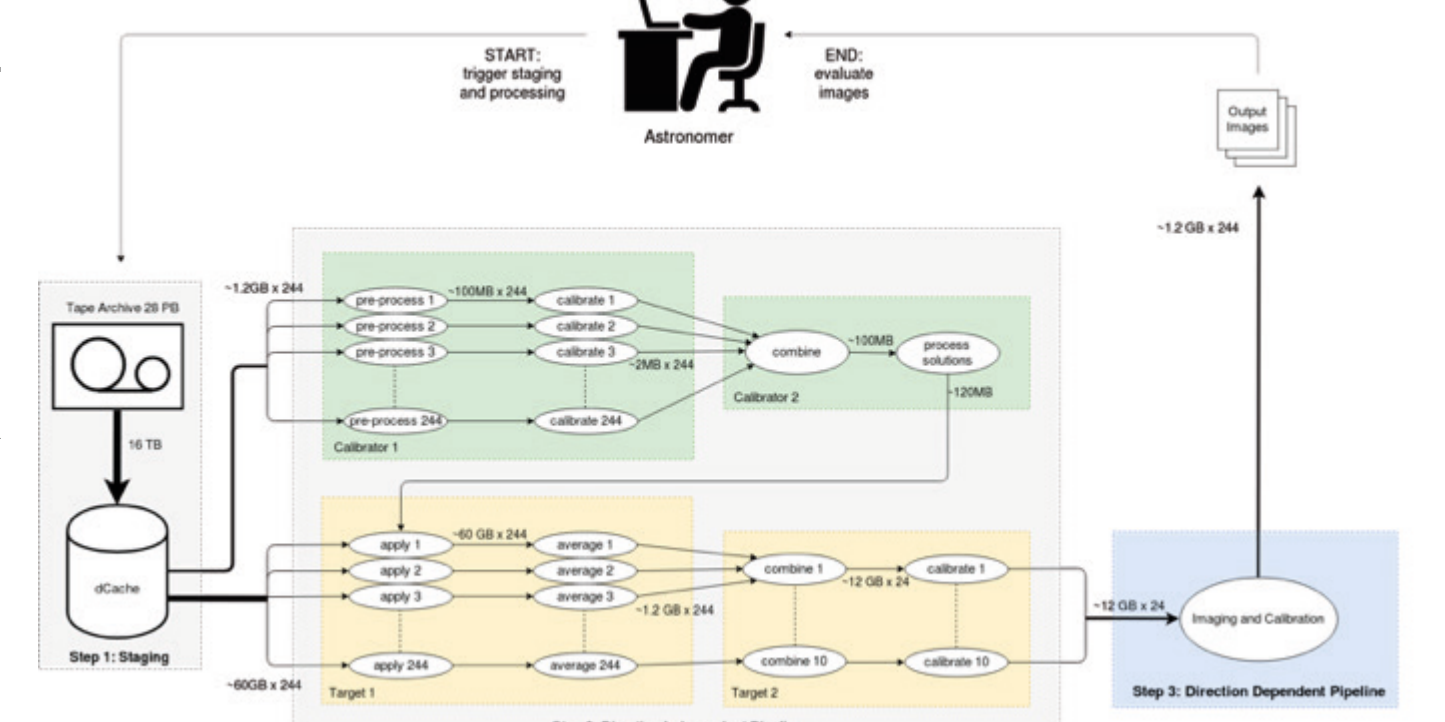 START:
trigger staging
and processing
END:
evaluate
images
Astronomer
Output
Images
~1.2 GB x 244
Tape Archive 28 PB
16 TB
dCache
Step 1: Staging
~1.2GB x 244
pre-process 1
~100MB x 244
calibrate 1
pre-process 2
calibrate 2
pre-process 3
calibrate 3
~2MB x 244
pre-process 244
calibrate 244
Calibrator 1
combine
~100MB
process
solutions
~120MB
Calibrator 2
~60GB x 244
apply 1
~60 GB x 244
average 1
apply 2
average 2
apply 3
average 3
~1.2 GB x 244
apply 244
average 244
Target 1
combine 1
~12 GB x 24
calibrate 1
combine 10
calibrate 10
Target 2
~12 GB x 24
Imaging and Calibration
Step 3: Direction Dependent Pipeline